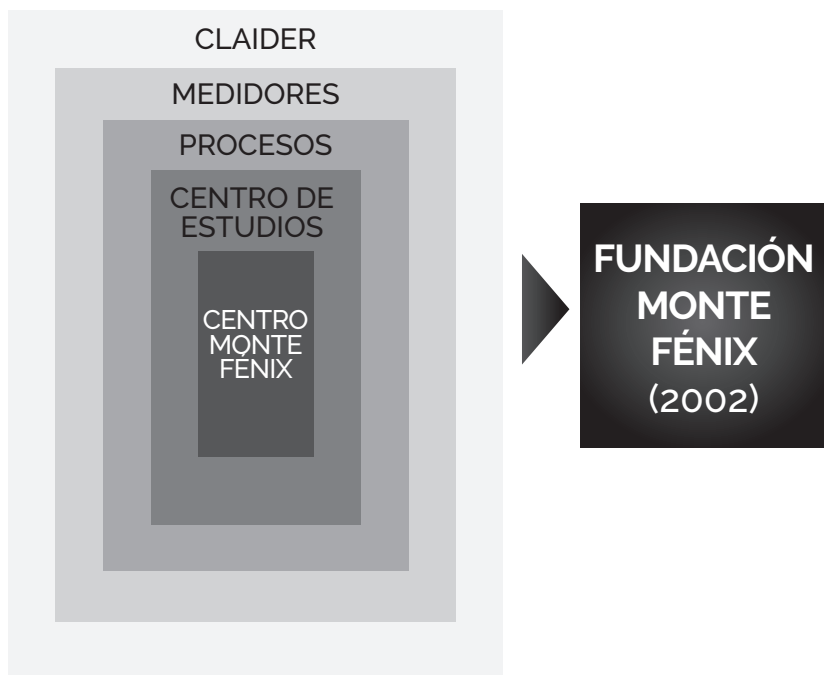 CLAIDER
MEDIDORES
PROCESOS
CENTRO DE
ESTUDIOS
CENTRO
MONTE
FÉNIX
FUNDACIÓN
MONTE
FÉNIX
(2002)